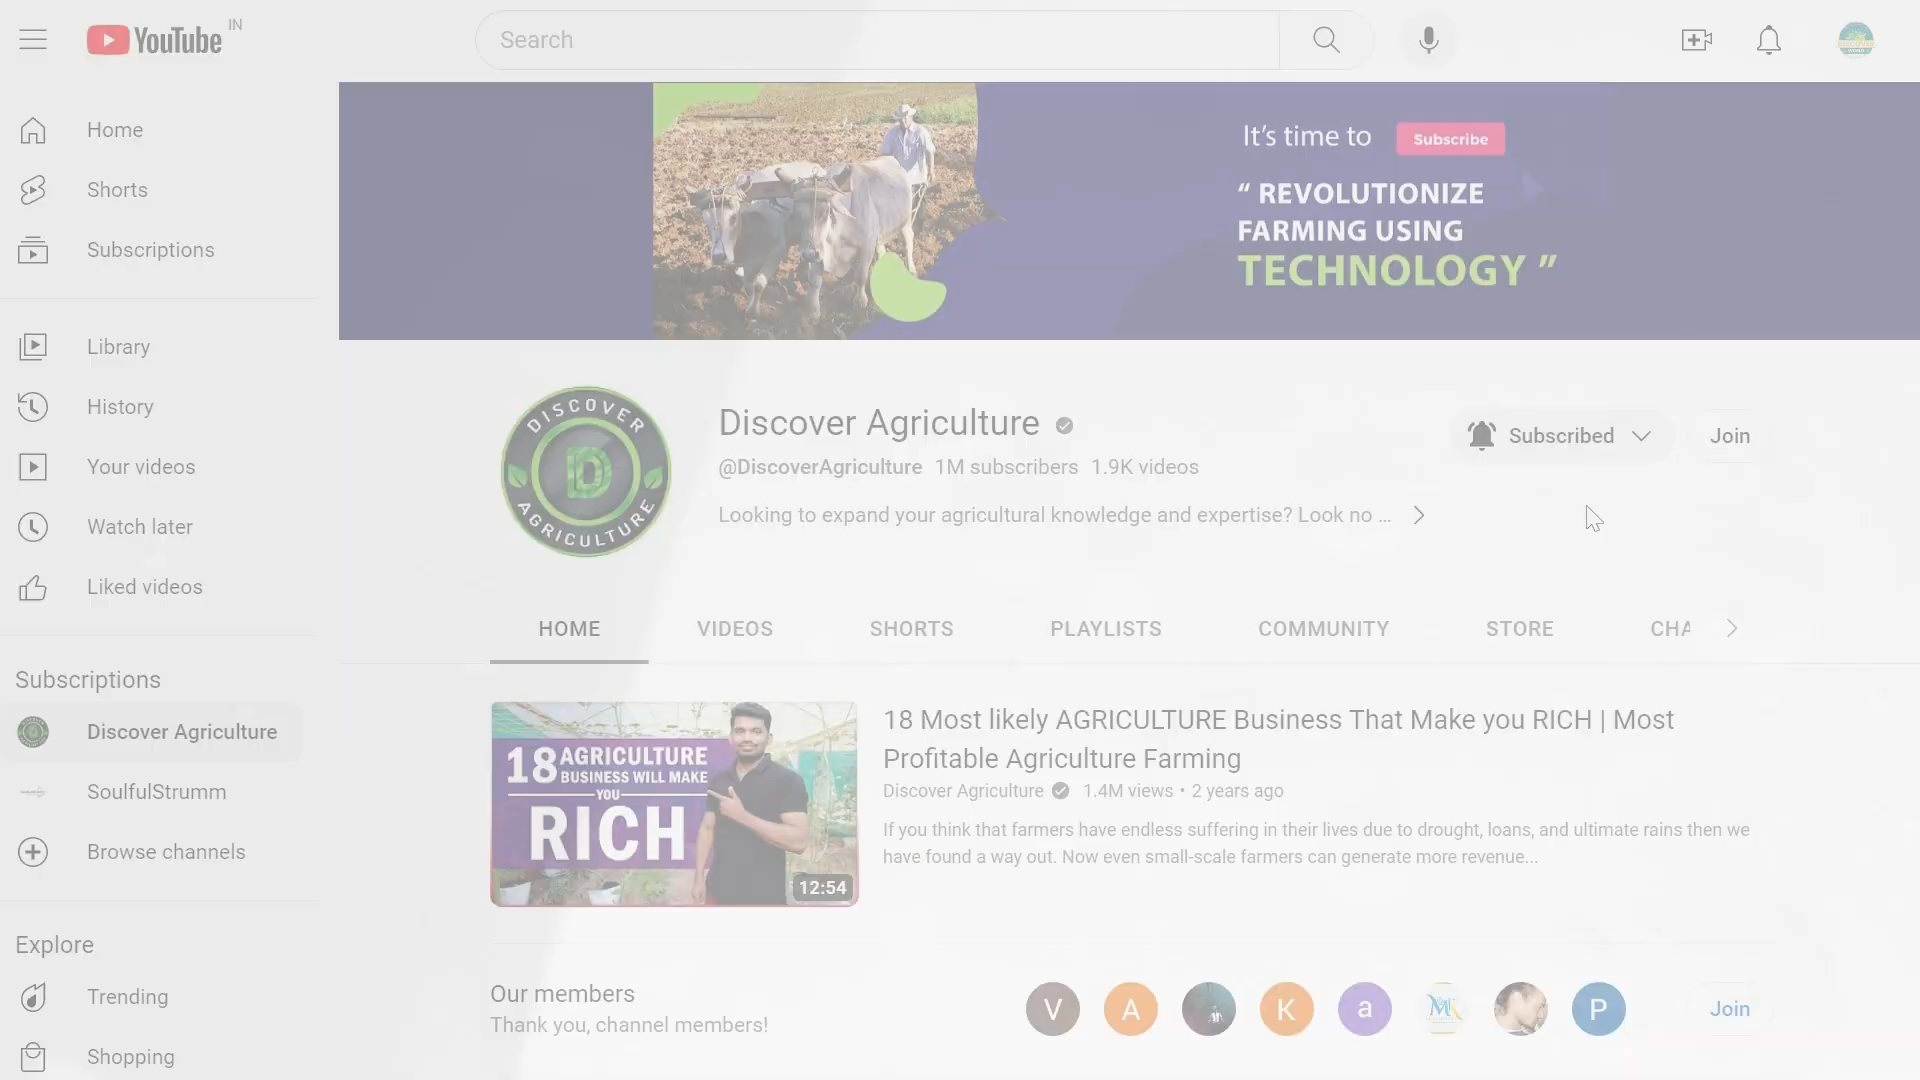 YouTube IN
Search
Home
Shorts
Subscriptions
Library
History
Your videos
Watch later
Liked videos
Subscriptions
Discover Agriculture
SoulfulStrumm
Browse channels
Explore
Trending
Shopping
It's time to Subscribe
“ REVOLUTIONIZE
FARMING USING
TECHNOLOGY ”
DISCOVER
D
AGRICULTURE
Discover Agriculture
@DiscoverAgriculture 1M subscribers 1.9K videos
Looking to expand your agricultural knowledge and expertise? Look no ...
Subscribed
Join
HOME VIDEOS SHORTS PLAYLISTS COMMUNITY STORE CHA
18 AGRICULTURE
BUSINESS WILL MAKE
YOU
RICH
12:54
18 Most likely AGRICULTURE Business That Make you RICH | Most
Profitable Agriculture Farming
Discover Agriculture 1.4M views • 2 years ago
If you think that farmers have endless suffering in their lives due to drought, loans, and ultimate rains then we
have found a way out. Now even small-scale farmers can generate more revenue...
Our members
Thank you, channel members!
V A K a M P
Join